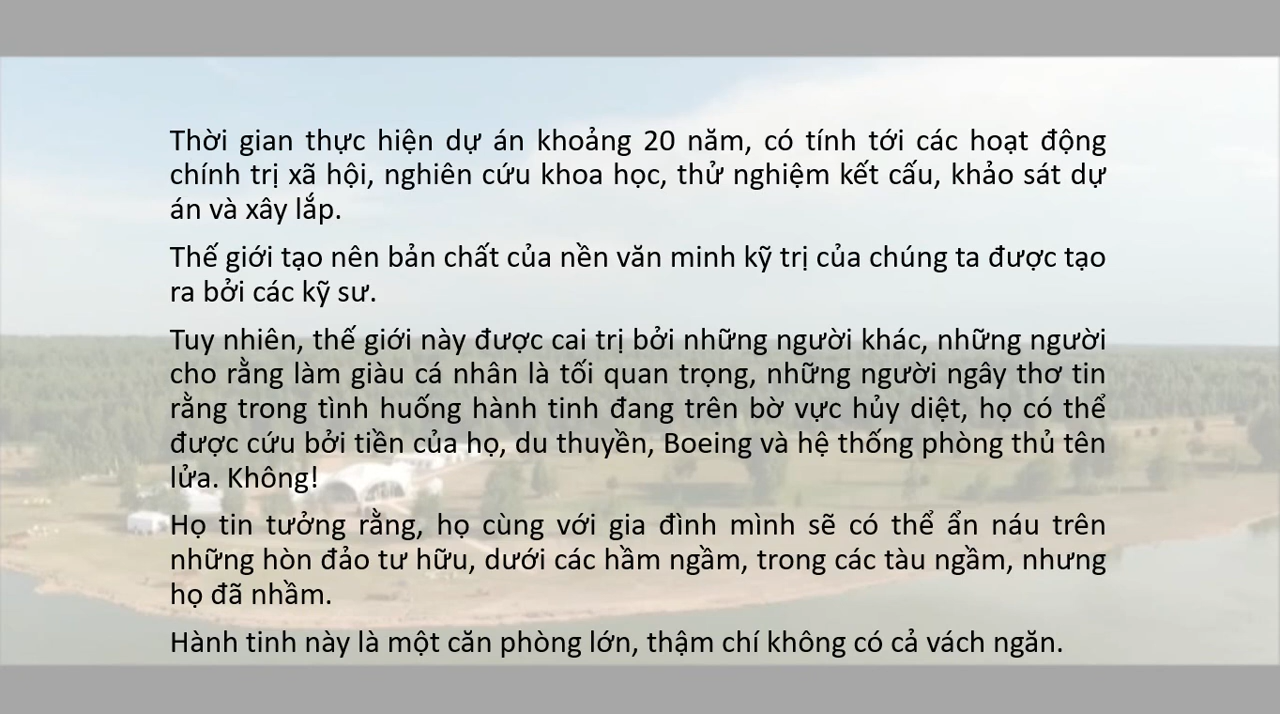 Thời gian thực hiện dự án khoảng 20 năm, có tính tới các hoạt động
chính trị xã hội, nghiên cứu khoa học, thử nghiệm kết cấu, khảo sát dự
án và xây lắp.
Thế giới tạo nên bản chất của nền văn minh kỹ trị của chúng ta được tạo
ra bởi các kỹ sư.
Tuy nhiên, thế giới này được cai trị bởi những người khác, những người
cho rằng làm giàu cá nhân là tối quan trọng, những người ngây thơ tin
rằng trong tình huống hành tinh đang trên bờ vực hủy diệt, họ có thể
được cứu bởi tiền của họ, du thuyền, Boeing và hệ thống phòng thủ tên
lửa. Không!
Họ tin tưởng rằng, họ cùng với gia đình mình sẽ có thể ẩn náu trên
những hòn đảo tư hữu, dưới các hầm ngầm, trong các tàu ngầm, nhưng
họ đã nhầm.
Hành tinh này là một căn phòng lớn, thậm chí không có cả vách ngăn.